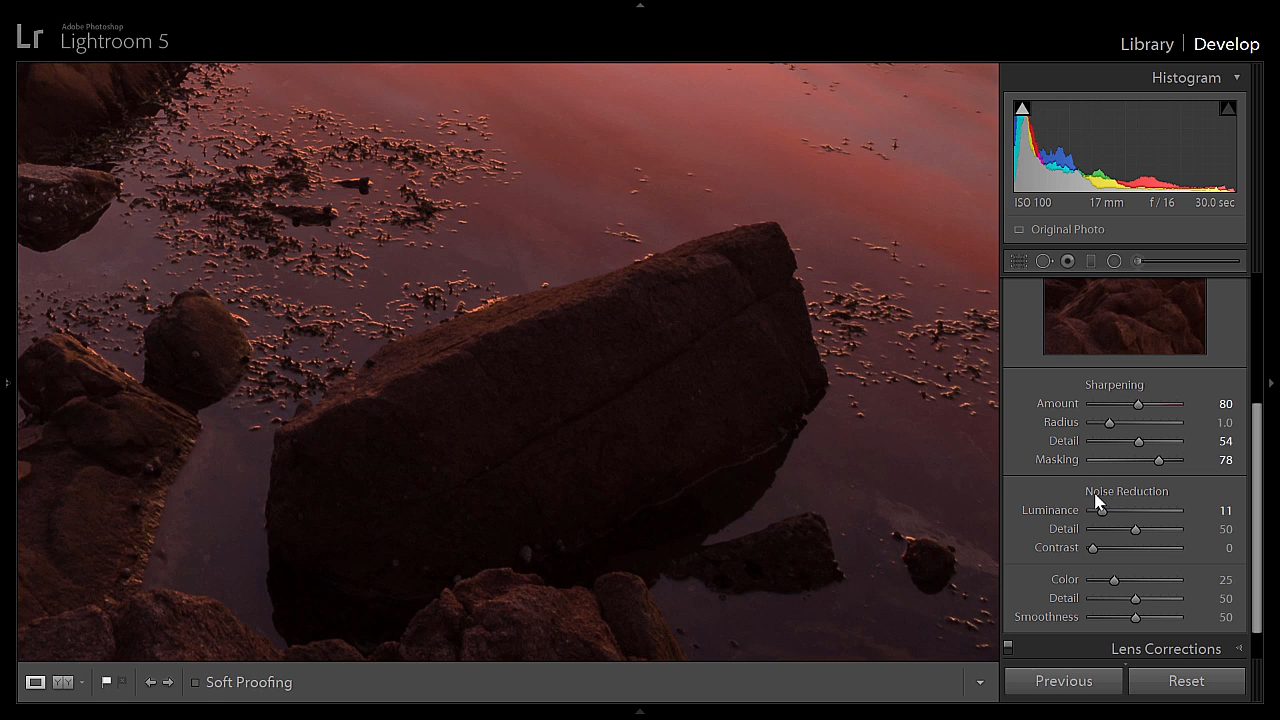 Lr
Adobe Photoshop
Lightroom 5
Library | Develop
Histogram
ISO 100 17 mm f / 16 30.0 sec
Original Photo
Sharpening
Amount 80
Radius 1.0
Detail 54
Masking 78
Noise Reduction
Luminance 11
Detail 50
Contrast 0
Color 25
Detail 50
Smoothness 50
Lens Corrections
YY Soft Proofing
Previous Reset